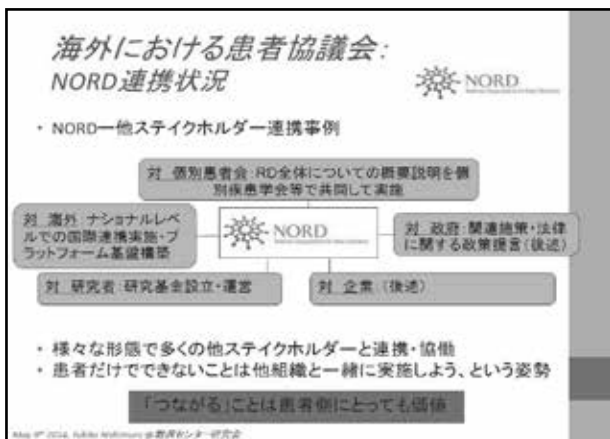 海外における患者協議会：
NORD連携状況
NORD
・ NORDー他ステイクホルダー連携事例
対 個別患者会：RD全体についての概要説明を個
別疾患学会等で共同して実施
対 海外 ナショナルレベ
ルでの国際連携実施・プ
ラットフォーム基盤構築
NORD
対 政府：関連施策・法律
に関する政策提言（後述）
対 研究者：研究基金設立・運営
対 企業 （後述）
・ 様々な形態で多くの他ステイクホルダーと連携・協働
・ 患者だけでできないことは他組織と一緒に実施しよう、という姿勢
「つながる」ことは患者側にとっても価値